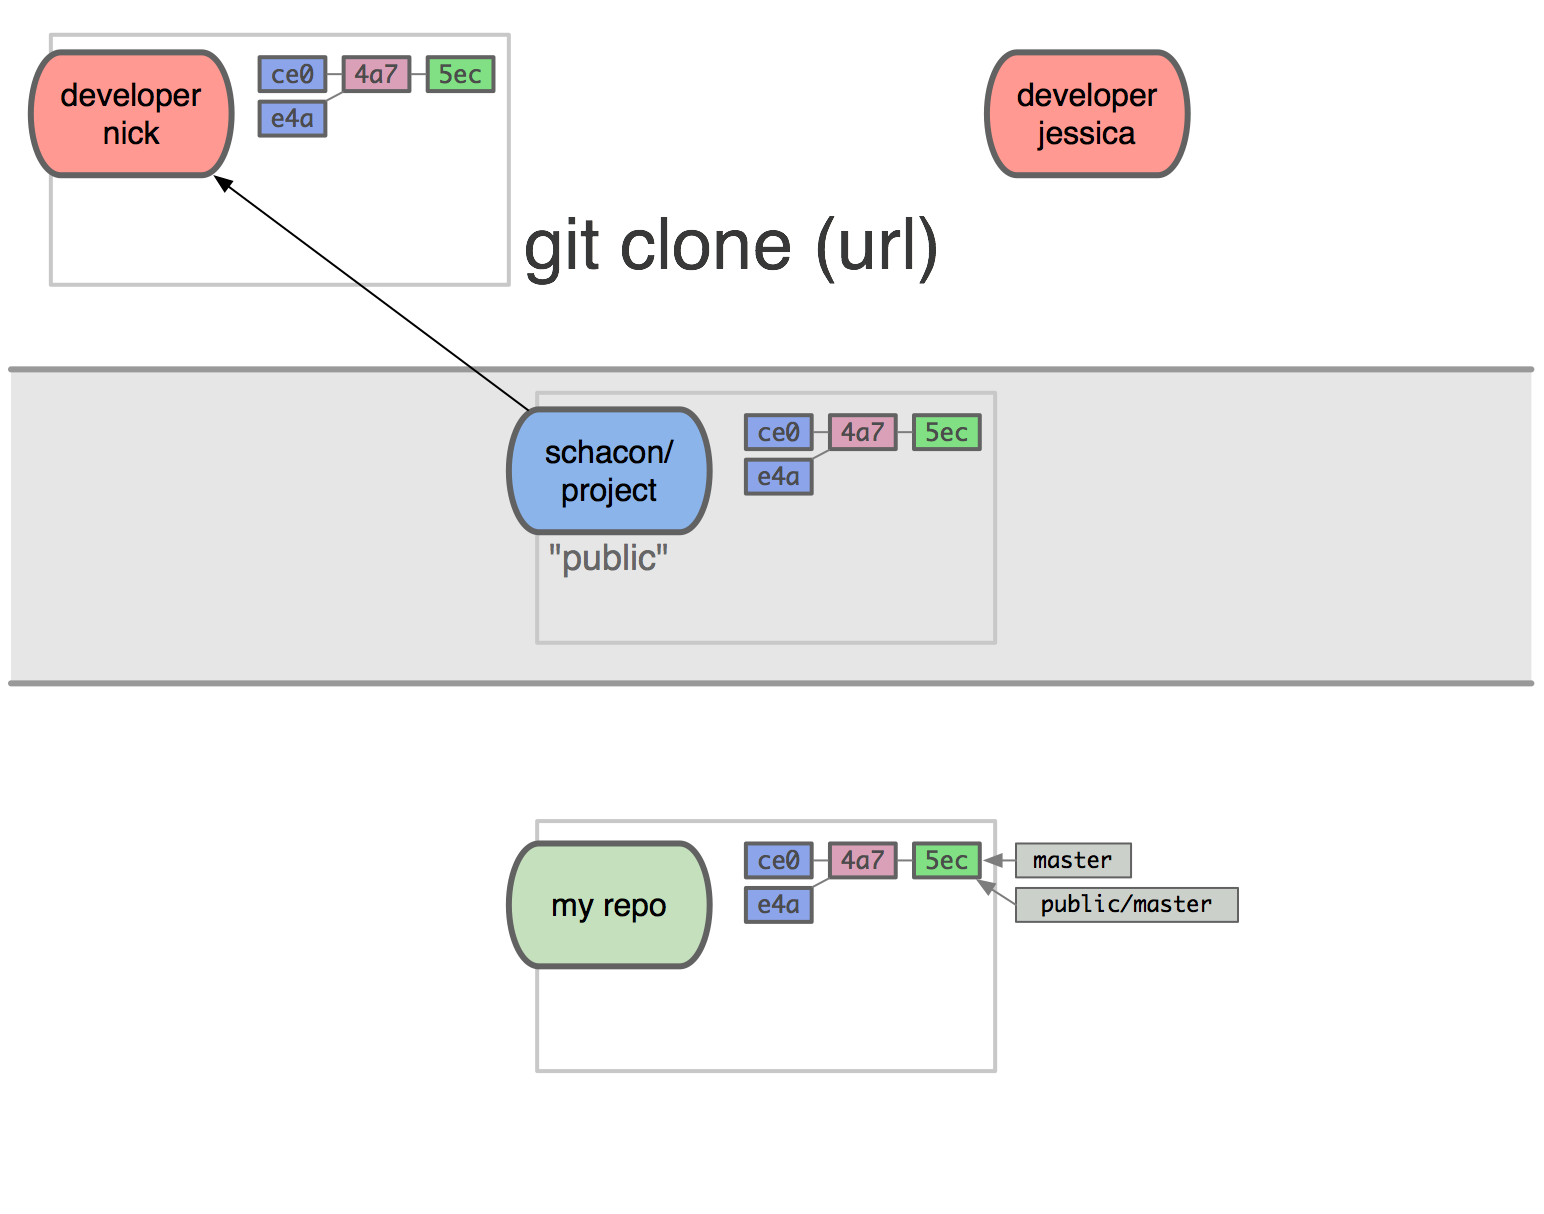 developer
nick
ce0 4a7 5ec
e4a
developer
jessica
git clone (url)
schacon/
project
"public"
ce0 4a7 5ec
e4a
my repo
ce0 4a7 5ec
e4a
master
public/master